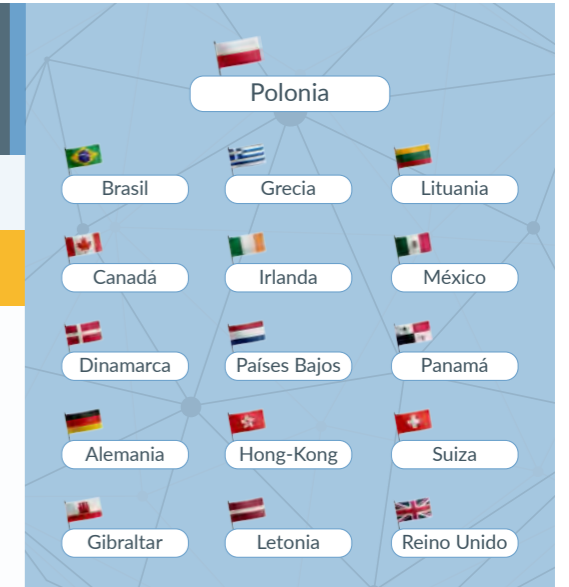 Polonia
Brasil
Grecia
Lituania
Canadá
Irlanda
México
Dinamarca
Países Bajos
Panamá
Alemania
Hong-Kong
Suiza
Gibraltar
Letonia
Reino Unido